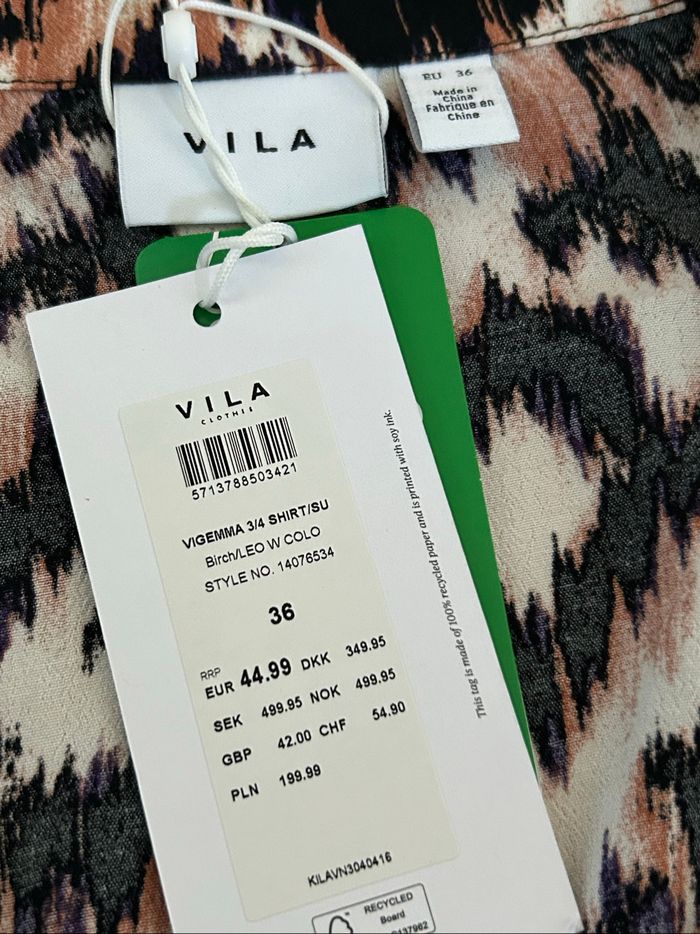 VILA
EU 36
Made in
China
Fabriqué en
Chine
VILA
CLOTHES
5713788503421
VIGEMMA 3/4 SHIRT/SU
Birch/LEO W COLO
STYLE NO. 14076534
36
RRP
EUR 44.99 DKK 349.95
SEK 499.95 NOK 499.95
GBP 42.00 CHF 54.90
PLN 199.99
KILAVN3040416
This tag is made of 100% recycled paper and is printed with soy ink.
RECYCLED
Board